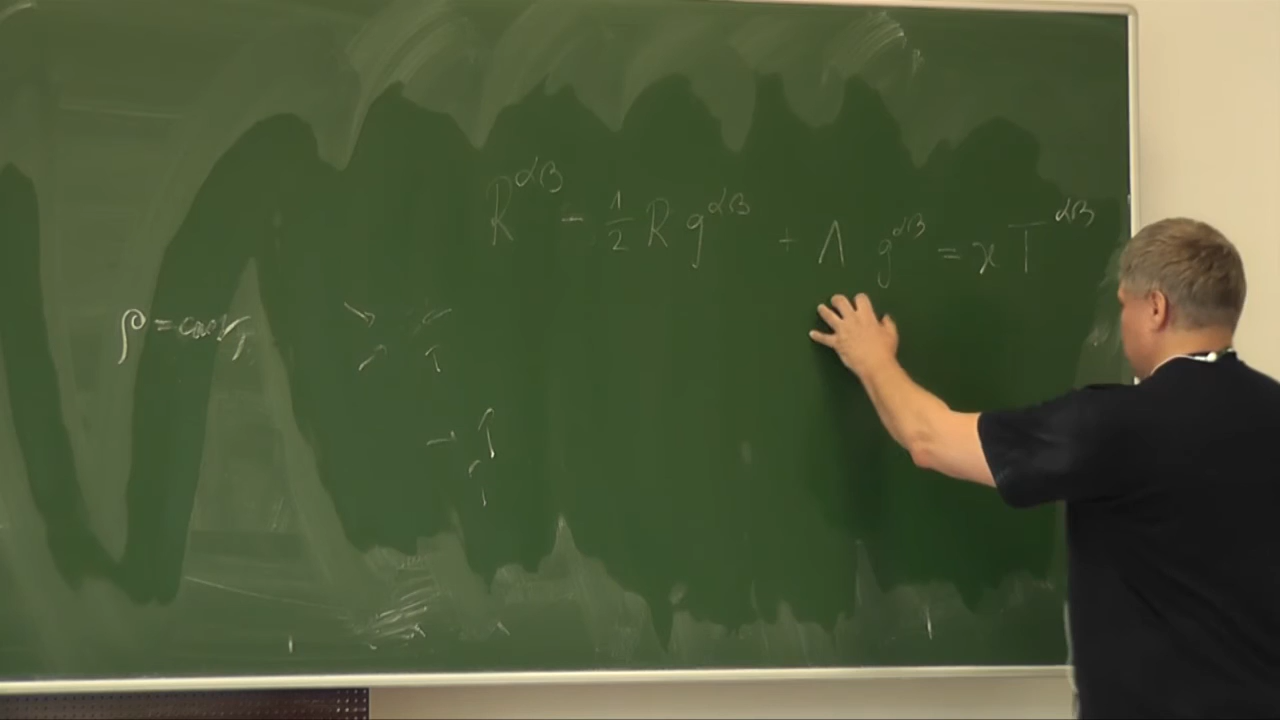 R^{αβ} - 1/2 R g^{αβ} + Λ g^{αβ} = ϰ T^{αβ}
ρ = const